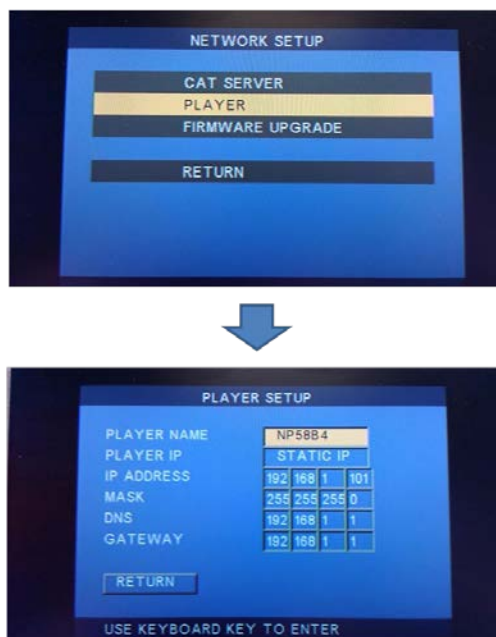 NETWORK SETUP
CAT SERVER
PLAYER
FIRMWARE UPGRADE
RETURN
PLAYER SETUP
PLAYER NAME NP58B4
PLAYER IP STATIC IP
IP ADDRESS 192 168 1 101
MASK 255 255 255 0
DNS 192 168 1 1
GATEWAY 192 168 1 1
RETURN
USE KEYBOARD KEY TO ENTER